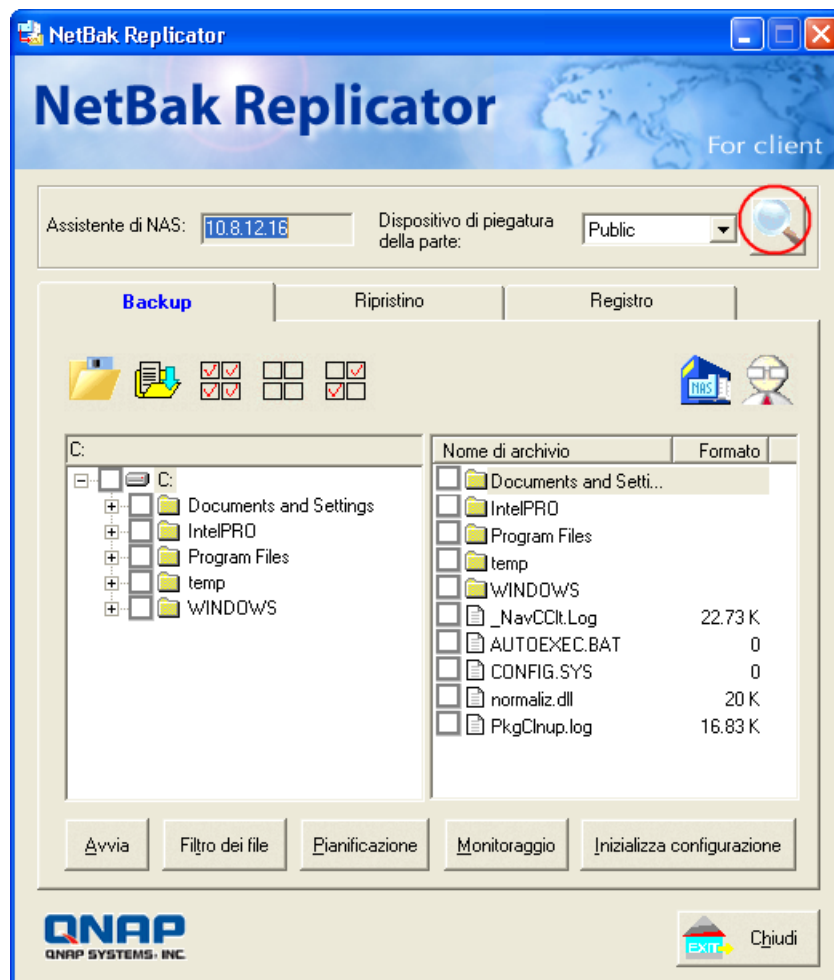 NetBak Replicator
NetBak Replicator
For client
Assistente di NAS: 10.8.12.16 Dispositivo di piegatura della parte: Public
Backup Ripristino Registro
NAS
C:
C:
Documents and Settings
IntelPRO
Program Files
temp
WINDOWS
Nome di archivio Formato
Documents and Setti...
IntelPRO
Program Files
temp
WINDOWS
_NavCClt.Log 22.73 K
AUTOEXEC.BAT 0
CONFIG.SYS 0
normaliz.dll 20 K
PkgClnup.log 16.83 K
Avvia Filtro dei file Pianificazione Monitoraggio Inizializza configurazione
QNAP
QNAP SYSTEMS, INC.
EXIT Chiudi